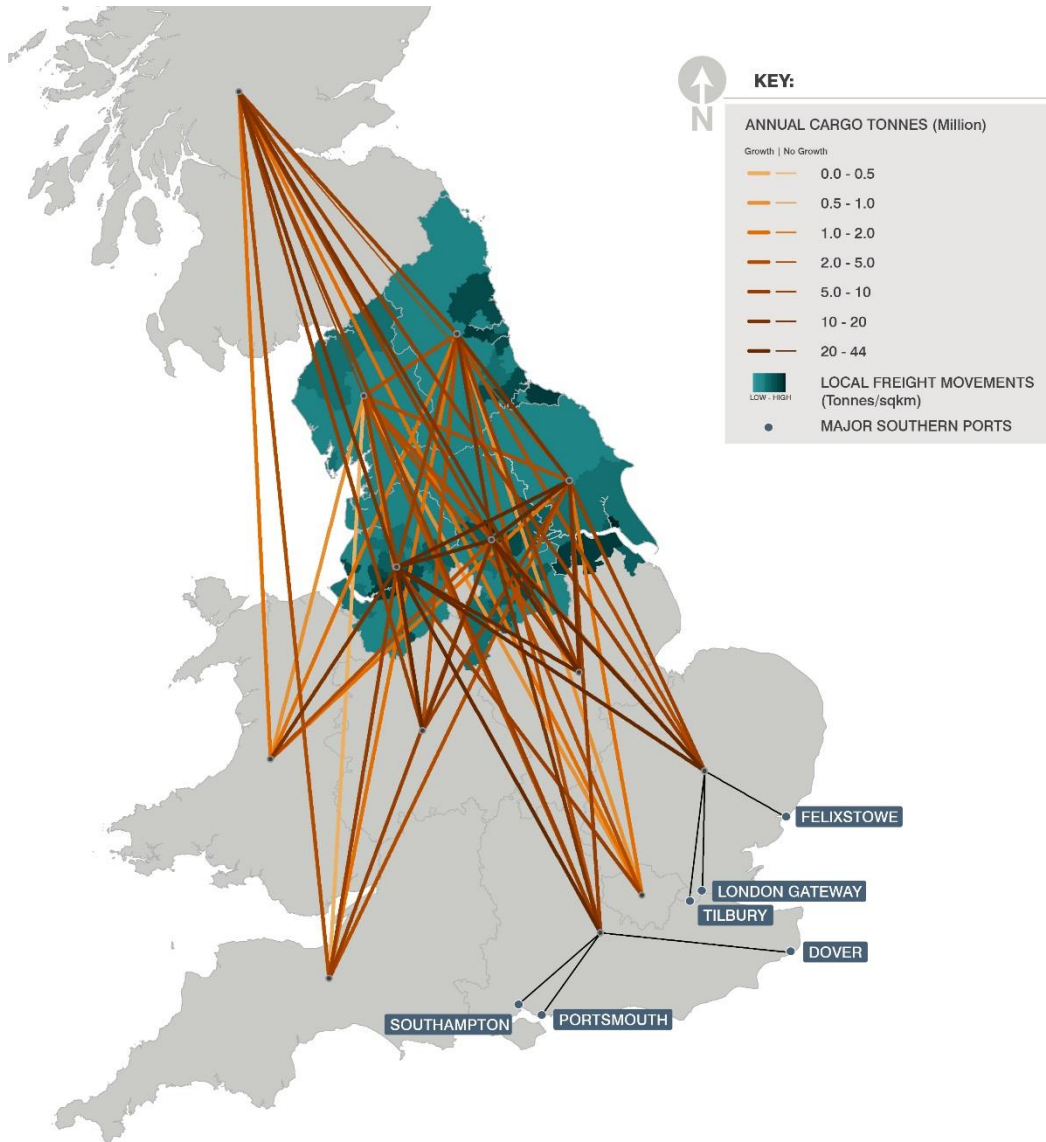 N
KEY:
ANNUAL CARGO TONNES (Million)
Growth | No Growth
0.0 - 0.5
0.5 - 1.0
1.0 - 2.0
2.0 - 5.0
5.0 - 10
10 - 20
20 - 44
LOW - HIGH
LOCAL FREIGHT MOVEMENTS
(Tonnes/sqkm)
MAJOR SOUTHERN PORTS
FELIXSTOWE
LONDON GATEWAY
TILBURY
DOVER
SOUTHAMPTON
PORTSMOUTH